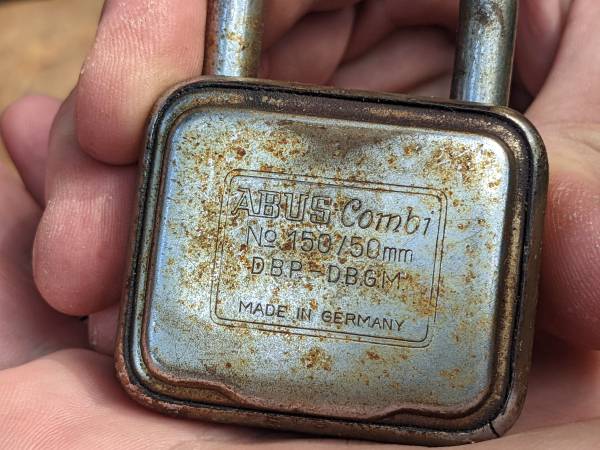 ABUS Combi
No 150/50mm
D.B.P.-D.B.G.M.
MADE IN GERMANY